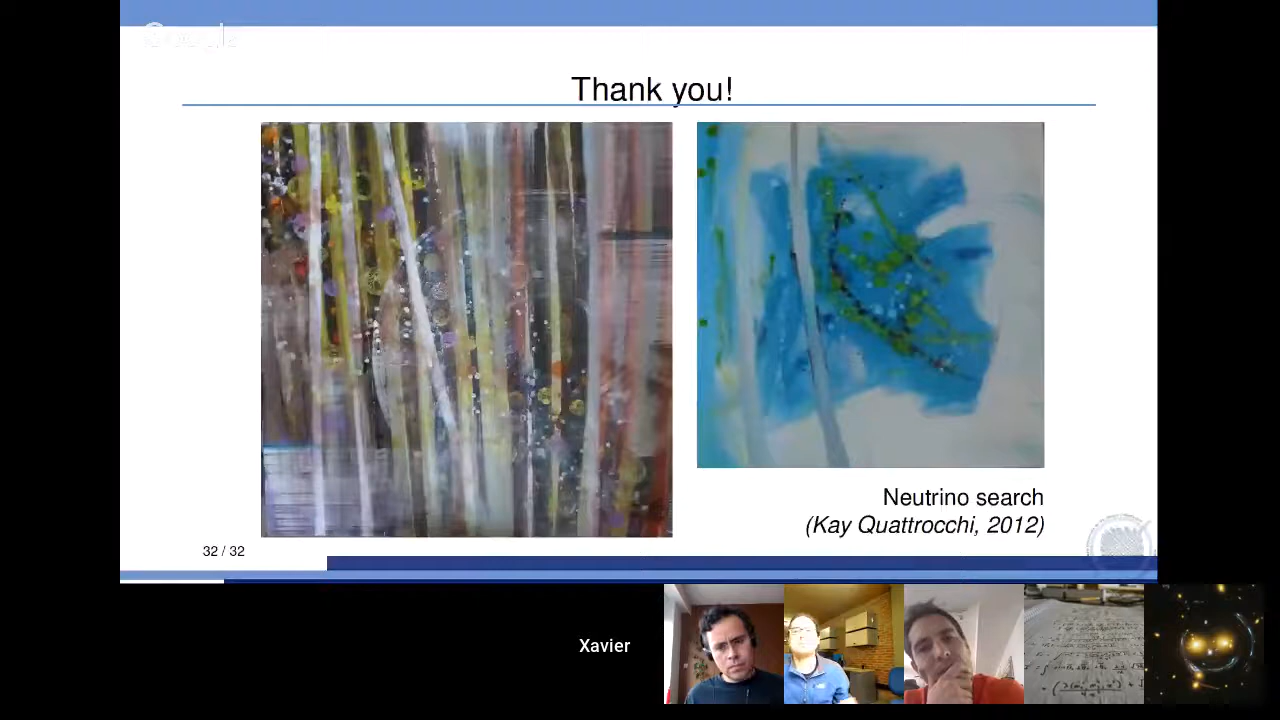 Thank you!
Neutrino search
(Kay Quattrocchi, 2012)
32 / 32
Xavier